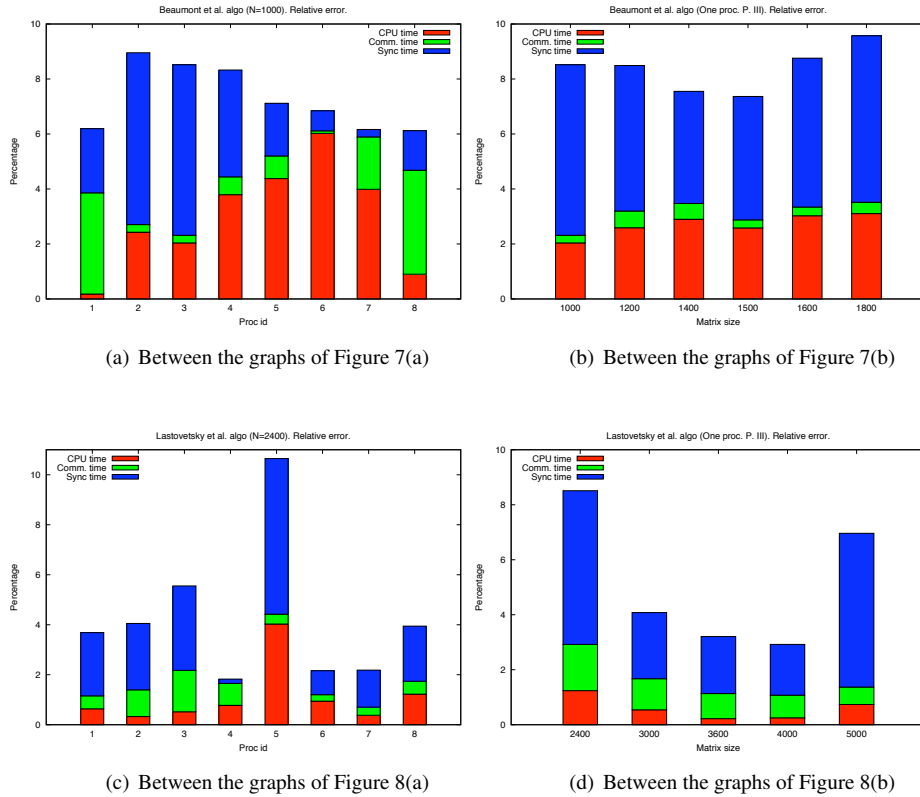 Beaumont et al. algo (N=1000). Relative error.
10
8
6
4
2
0
Percentage
CPU time
Comm. time
Sync time
1 2 3 4 5 6 7 8
Proc id
(a) Between the graphs of Figure 7(a)
Beaumont et al. algo (One proc. P. III). Relative error.
10
8
6
4
2
0
Percentage
CPU time
Comm. time
Sync time
1000 1200 1400 1500 1600 1800
Matrix size
(b) Between the graphs of Figure 7(b)
Lastovetsky et al. algo (N=2400). Relative error.
10
8
6
4
2
0
Percentage
CPU time
Comm. time
Sync time
1 2 3 4 5 6 7 8
Proc id
(c) Between the graphs of Figure 8(a)
Lastovetsky et al. algo (One proc. P. III). Relative error.
10
8
6
4
2
0
Percentage
CPU time
Comm. time
Sync time
2400 3000 3600 4000 5000
Matrix size
(d) Between the graphs of Figure 8(b)